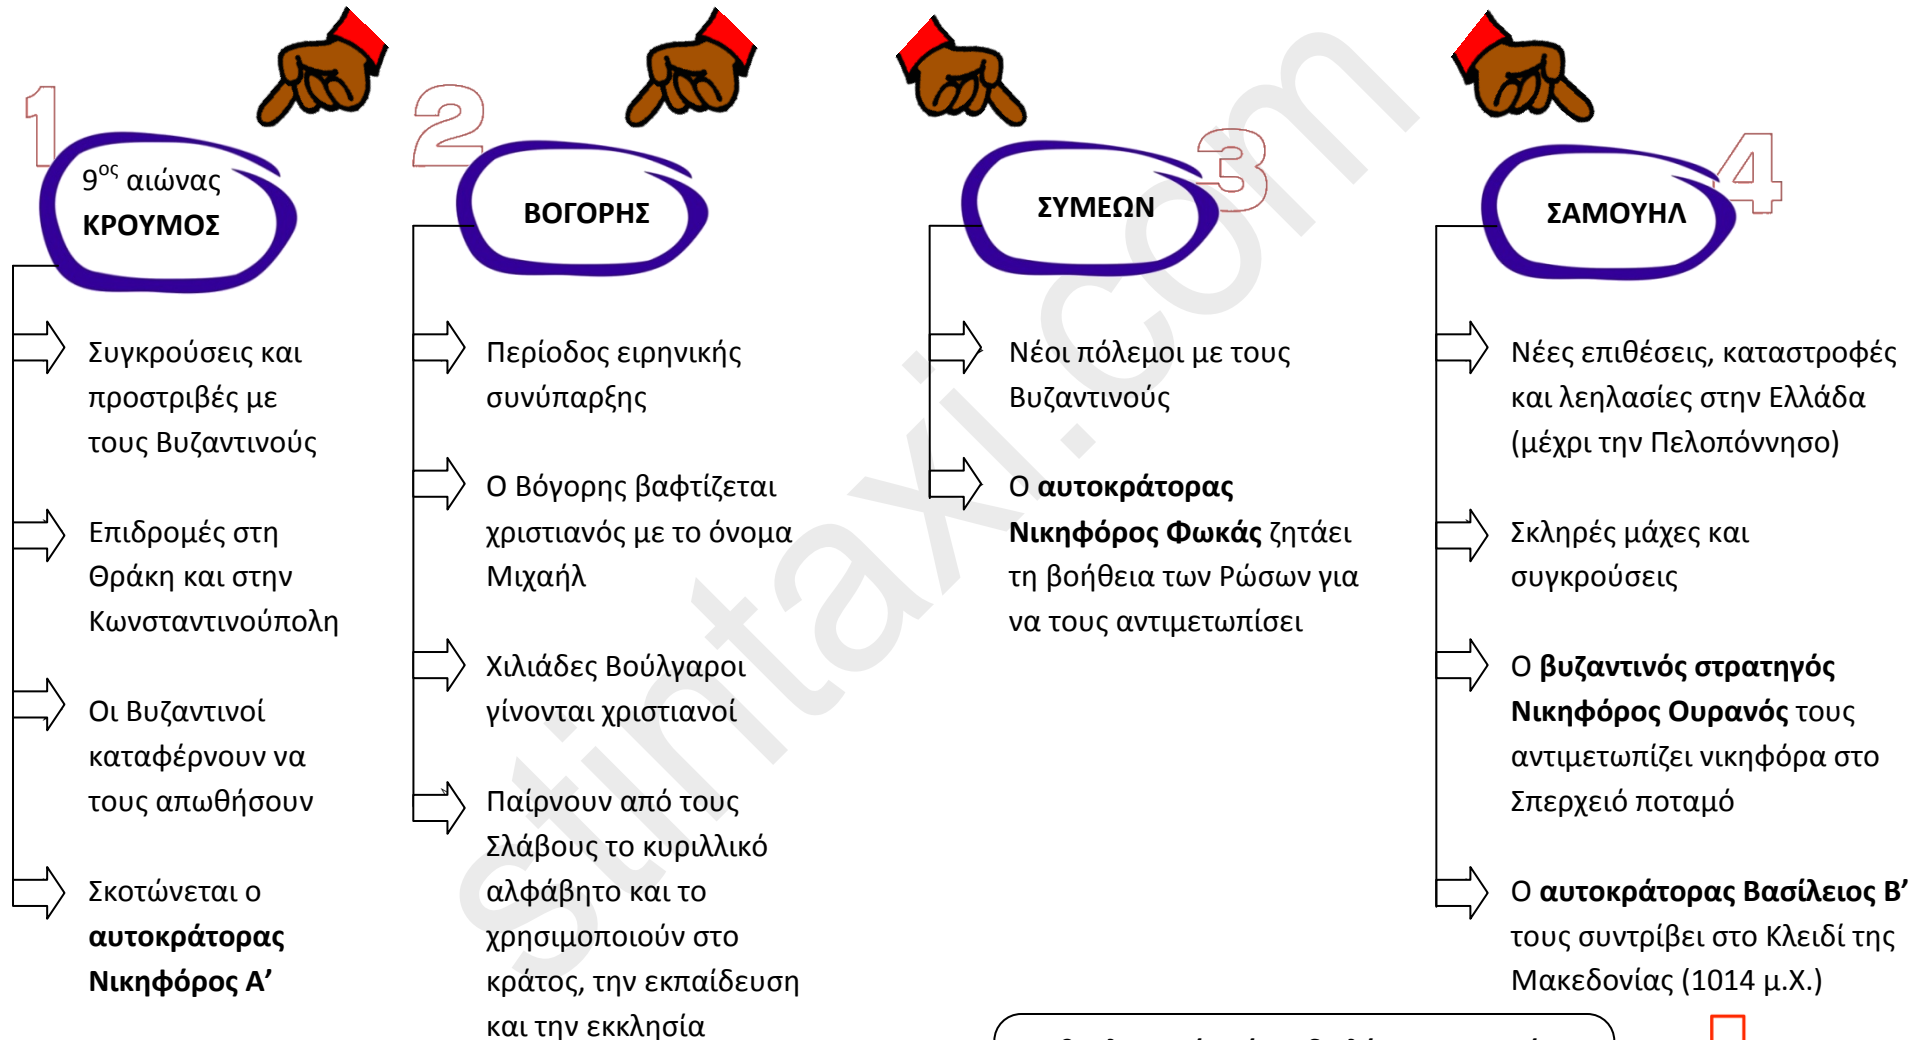 1
9ος αιώνας
ΚΡΟΥΜΟΣ
Συγκρούσεις και
προστριβές με
τους Βυζαντινούς
Επιδρομές στη
Θράκη και στην
Κωνσταντινούπολη
Οι Βυζαντινοί
καταφέρνουν να
τους απωθήσουν
Σκοτώνεται ο
αυτοκράτορας
Νικηφόρος Α’
2
ΒΟΓΟΡΗΣ
Περίοδος ειρηνικής
συνύπαρξης
Ο Βόγορης βαφτίζεται
χριστιανός με το όνομα
Μιχαήλ
Χιλιάδες Βούλγαροι
γίνονται χριστιανοί
Παίρνουν από τους
Σλάβους το κυριλλικό
αλφάβητο και το
χρησιμοποιούν στο
κράτος, την εκπαίδευση
και την εκκλησία
3
ΣΥΜΕΩΝ
Νέοι πόλεμοι με τους
Βυζαντινούς
Ο αυτοκράτορας
Νικηφόρος Φωκάς ζητάει
τη βοήθεια των Ρώσων για
να τους αντιμετωπίσει
4
ΣΑΜΟΥΗΛ
Νέες επιθέσεις, καταστροφές
και λεηλασίες στην Ελλάδα
(μέχρι την Πελοπόννησο)
Σκληρές μάχες και
συγκρούσεις
Ο βυζαντινός στρατηγός
Νικηφόρος Ουρανός τους
αντιμετωπίζει νικηφόρα στο
Σπερχειό ποταμό
Ο αυτοκράτορας Βασίλειος Β’
τους συντρίβει στο Κλειδί της
Μακεδονίας (1014 μ.Χ.)
stintaxi.com